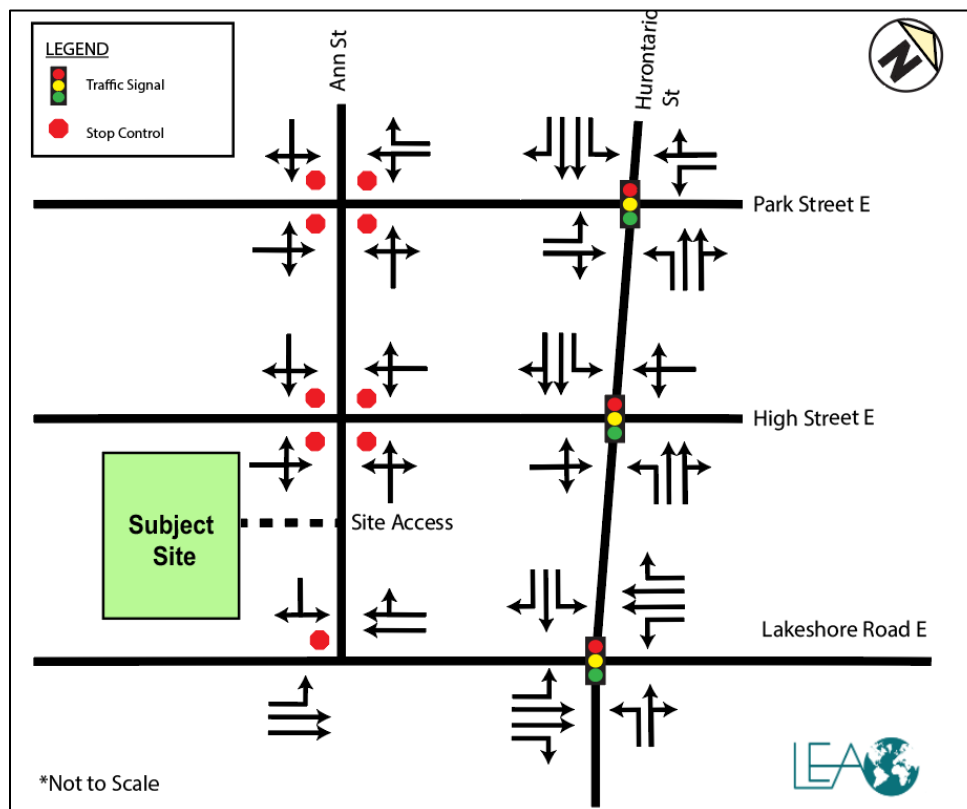 LEGEND
Traffic Signal
Stop Control
Ann St
Hurontario
St
N
Park Street E
High Street E
Subject
Site
Site Access
Lakeshore Road E
*Not to Scale
LEA